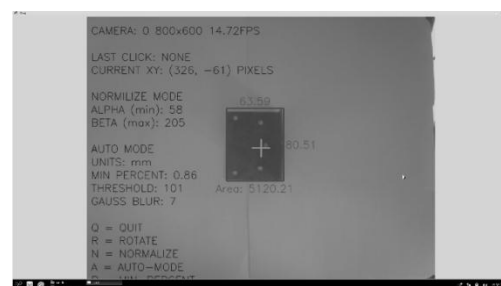 CAMERA: 0 800x600 14.72FPS
LAST CLICK: NONE
CURRENT XY: (326, -61) PIXELS
NORMILIZE MODE
ALPHA (min): 58
BETA (max): 205
63.59
80.51
AUTO MODE
UNITS: mm
MIN PERCENT: 0.86
THRESHOLD: 101
Area: 5120.21
GAUSS BLUR: 7
Q = QUIT
R = ROTATE
N = NORMALIZE
A = AUTO-MODE